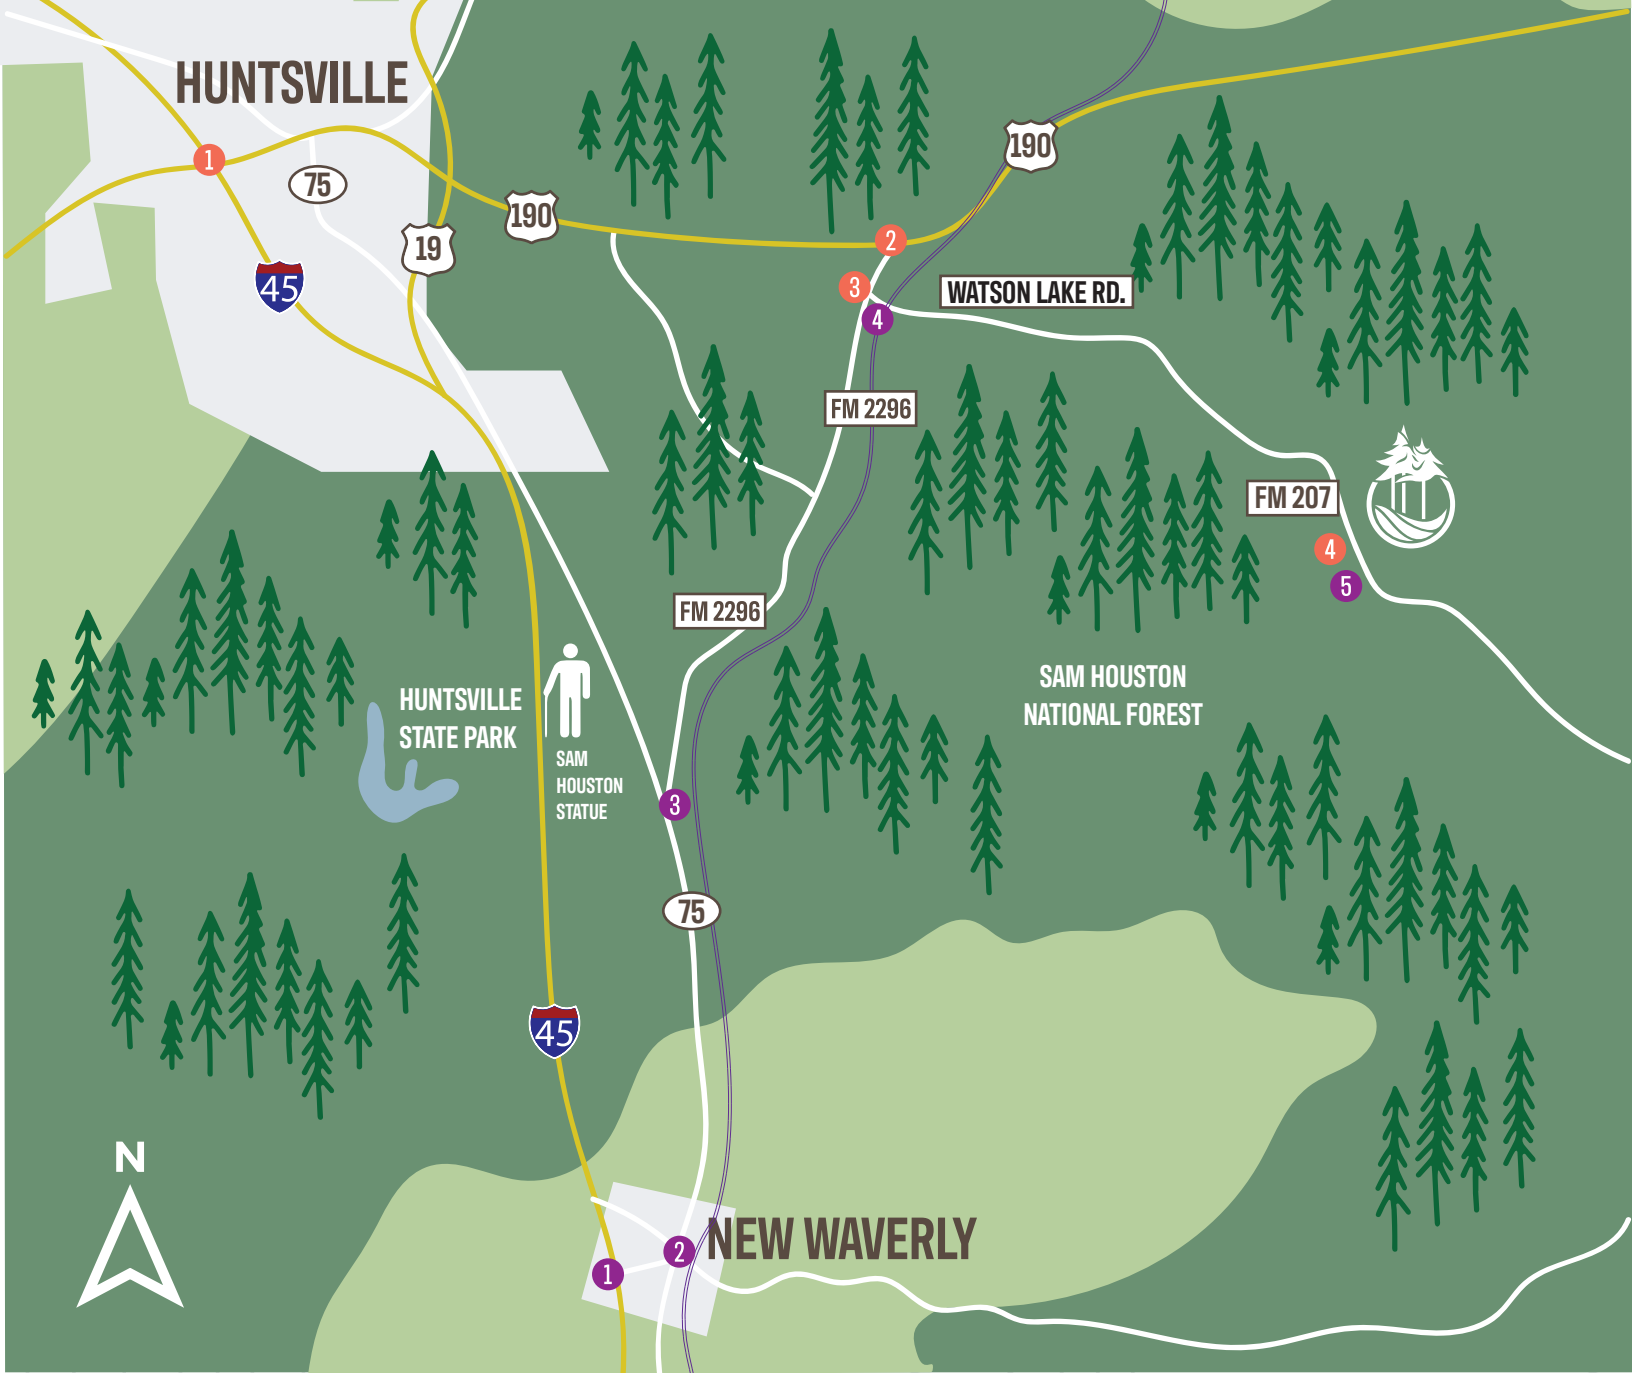 HUNTSVILLE
190
1
75
190
19
2
45
3
WATSON LAKE RD.
4
FM 2296
FM 207
4
5
FM 2296
HUNTSVILLE
STATE PARK
SAM
HOUSTON
STATUE
SAM HOUSTON
NATIONAL FOREST
3
75
45
N
NEW WAVERLY
2
1